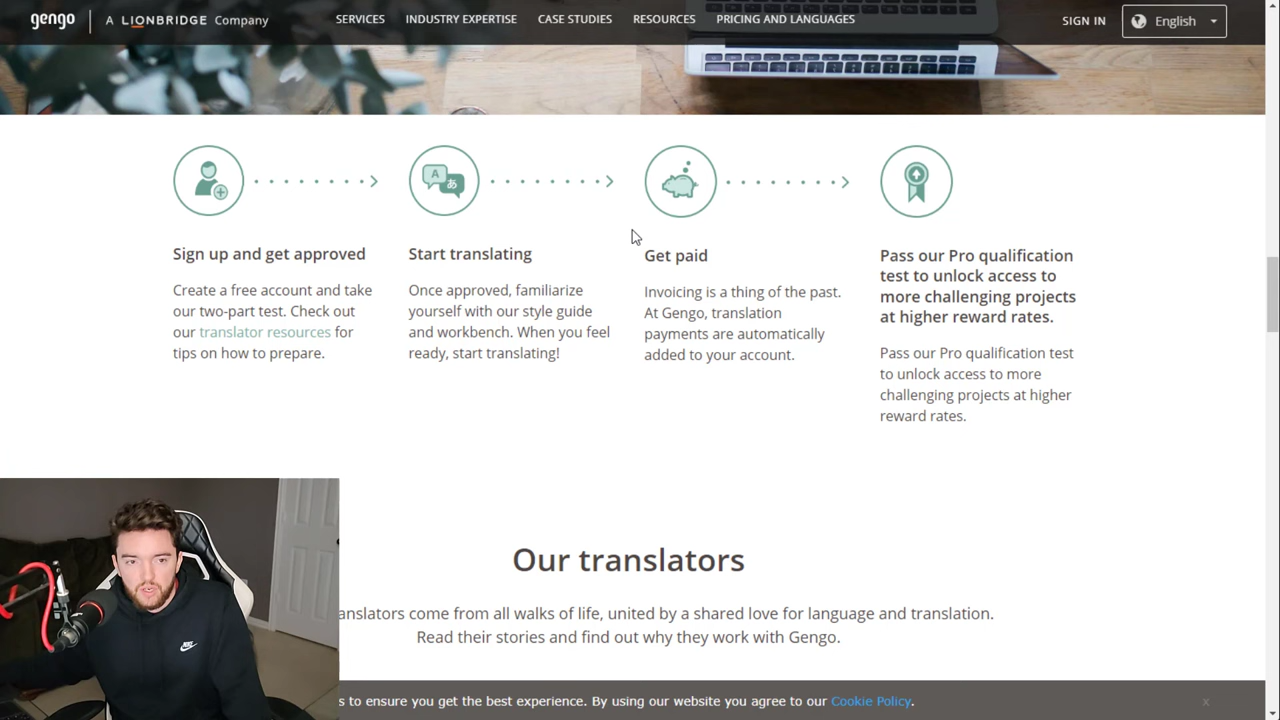 gengo
A LIONBRIDGE Company
SERVICES
INDUSTRY EXPERTISE
CASE STUDIES
RESOURCES
PRICING AND LANGUAGES
SIGN IN
English
A
あ
Sign up and get approved
Create a free account and take
our two-part test. Check out
our translator resources for
tips on how to prepare.
Start translating
Once approved, familiarize
yourself with our style guide
and workbench. When you feel
ready, start translating!
Get paid
Invoicing is a thing of the past.
At Gengo, translation
payments are automatically
added to your account.
Pass our Pro qualification
test to unlock access to
more challenging projects
at higher reward rates.
Pass our Pro qualification test
to unlock access to more
challenging projects at higher
reward rates.
Our translators
anslators come from all walks of life, united by a shared love for language and translation.
Read their stories and find out why they work with Gengo.
s to ensure you get the best experience. By using our website you agree to our Cookie Policy.
x